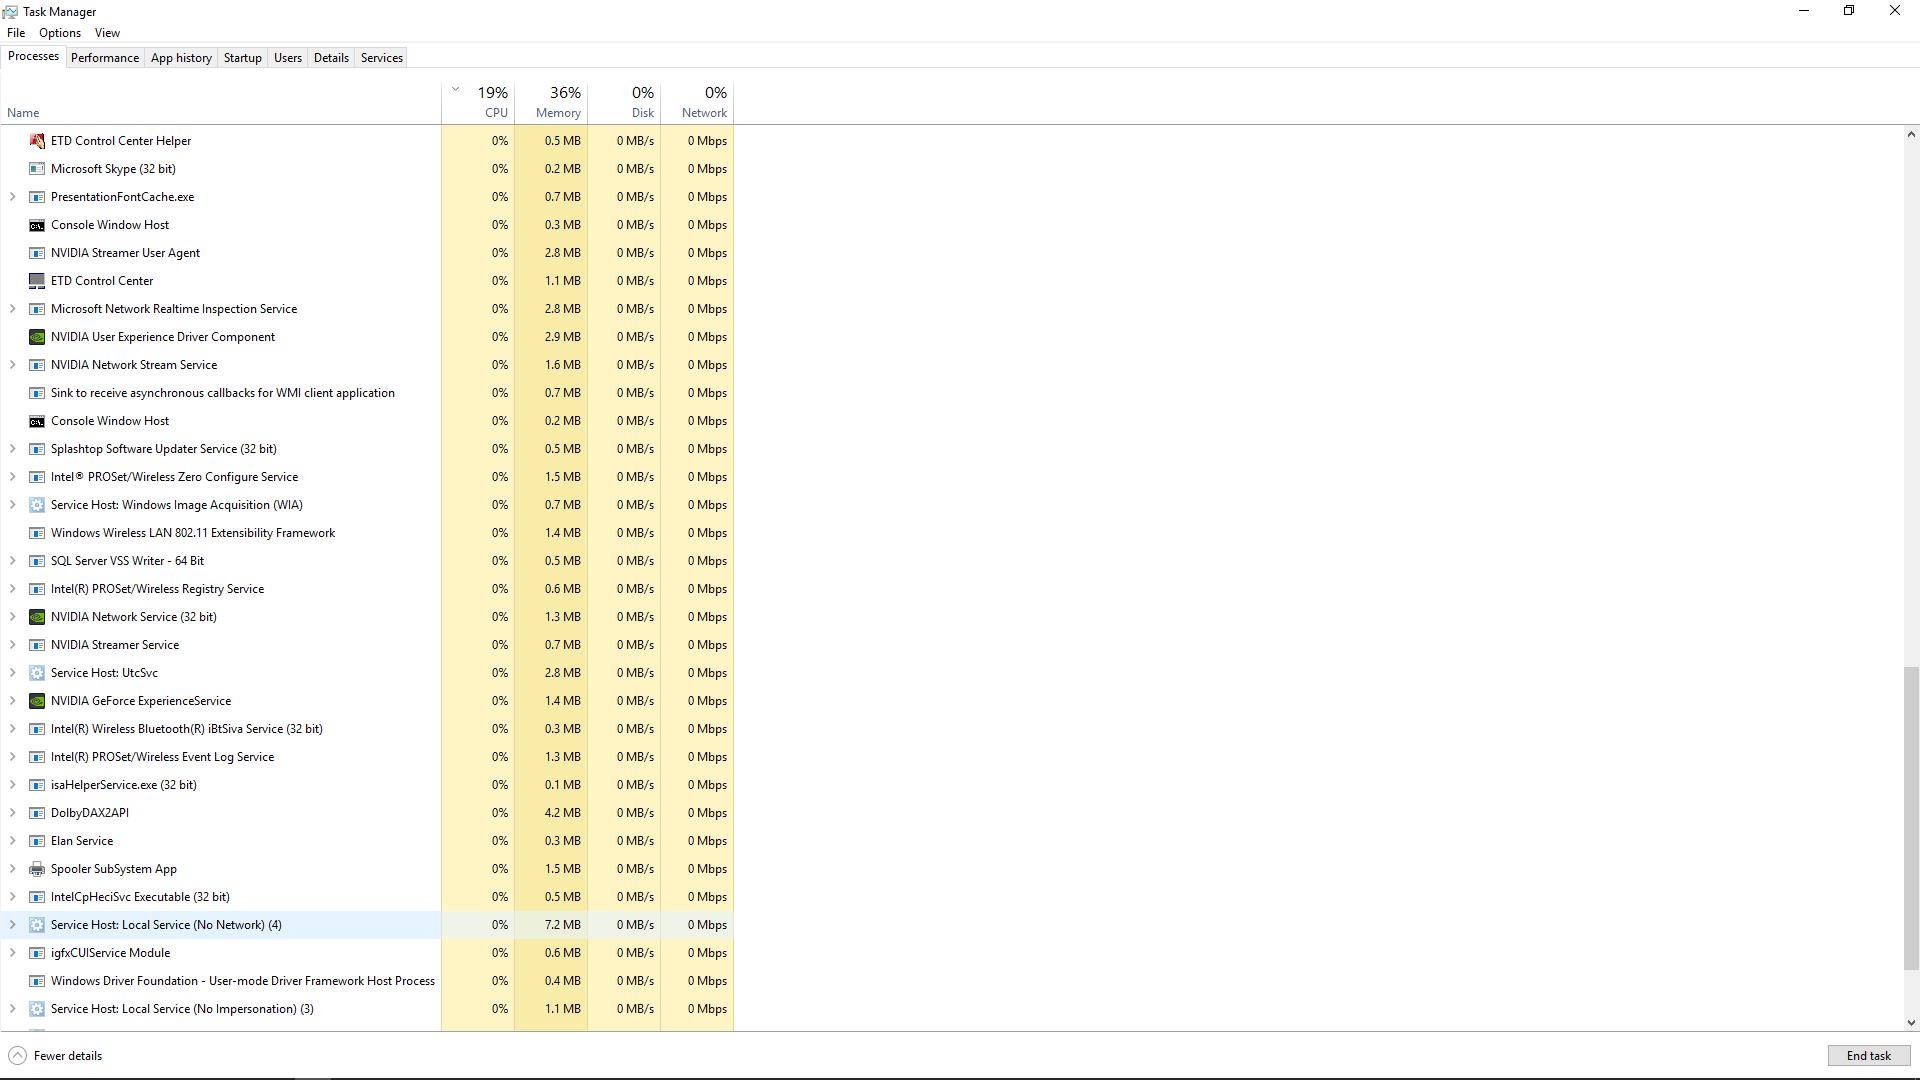 Task Manager
File Options View
Processes Performance App history Startup Users Details Services
19% 36% 0% 0%
Name CPU Memory Disk Network
ETD Control Center Helper 0% 0.5 MB 0 MB/s 0 Mbps
Microsoft Skype (32 bit) 0% 0.2 MB 0 MB/s 0 Mbps
PresentationFontCache.exe 0% 0.7 MB 0 MB/s 0 Mbps
Console Window Host 0% 0.3 MB 0 MB/s 0 Mbps
NVIDIA Streamer User Agent 0% 2.8 MB 0 MB/s 0 Mbps
ETD Control Center 0% 1.1 MB 0 MB/s 0 Mbps
Microsoft Network Realtime Inspection Service 0% 2.8 MB 0 MB/s 0 Mbps
NVIDIA User Experience Driver Component 0% 2.9 MB 0 MB/s 0 Mbps
NVIDIA Network Stream Service 0% 1.6 MB 0 MB/s 0 Mbps
Sink to receive asynchronous callbacks for WMI client application 0% 0.7 MB 0 MB/s 0 Mbps
Console Window Host 0% 0.2 MB 0 MB/s 0 Mbps
Splashtop Software Updater Service (32 bit) 0% 0.5 MB 0 MB/s 0 Mbps
Intel® PROSet/Wireless Zero Configure Service 0% 1.5 MB 0 MB/s 0 Mbps
Service Host: Windows Image Acquisition (WIA) 0% 0.7 MB 0 MB/s 0 Mbps
Windows Wireless LAN 802.11 Extensibility Framework 0% 1.4 MB 0 MB/s 0 Mbps
SQL Server VSS Writer - 64 Bit 0% 0.5 MB 0 MB/s 0 Mbps
Intel(R) PROSet/Wireless Registry Service 0% 0.6 MB 0 MB/s 0 Mbps
NVIDIA Network Service (32 bit) 0% 1.3 MB 0 MB/s 0 Mbps
NVIDIA Streamer Service 0% 0.7 MB 0 MB/s 0 Mbps
Service Host: UtcSvc 0% 2.8 MB 0 MB/s 0 Mbps
NVIDIA GeForce ExperienceService 0% 1.4 MB 0 MB/s 0 Mbps
Intel(R) Wireless Bluetooth(R) iBtSiva Service (32 bit) 0% 0.3 MB 0 MB/s 0 Mbps
Intel(R) PROSet/Wireless Event Log Service 0% 1.3 MB 0 MB/s 0 Mbps
isaHelperService.exe (32 bit) 0% 0.1 MB 0 MB/s 0 Mbps
DolbyDAX2API 0% 4.2 MB 0 MB/s 0 Mbps
Elan Service 0% 0.3 MB 0 MB/s 0 Mbps
Spooler SubSystem App 0% 1.5 MB 0 MB/s 0 Mbps
IntelCpHeciSvc Executable (32 bit) 0% 0.5 MB 0 MB/s 0 Mbps
Service Host: Local Service (No Network) (4) 0% 7.2 MB 0 MB/s 0 Mbps
igfxCUIService Module 0% 0.6 MB 0 MB/s 0 Mbps
Windows Driver Foundation - User-mode Driver Framework Host Process 0% 0.4 MB 0 MB/s 0 Mbps
Service Host: Local Service (No Impersonation) (3) 0% 1.1 MB 0 MB/s 0 Mbps
Fewer details End task